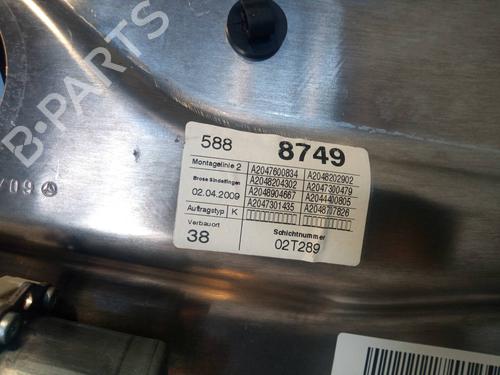 B-PARTS
588 8749
Montagelinie 2 A2047600834 A2048202902
Brose Sindelfingen A2048204302 A2047300479
02.04.2009 A2048904667 A2044400805
Auftragstyp K A2047301435 A2048707826
Verbauort Schichtnummer
38 02T289